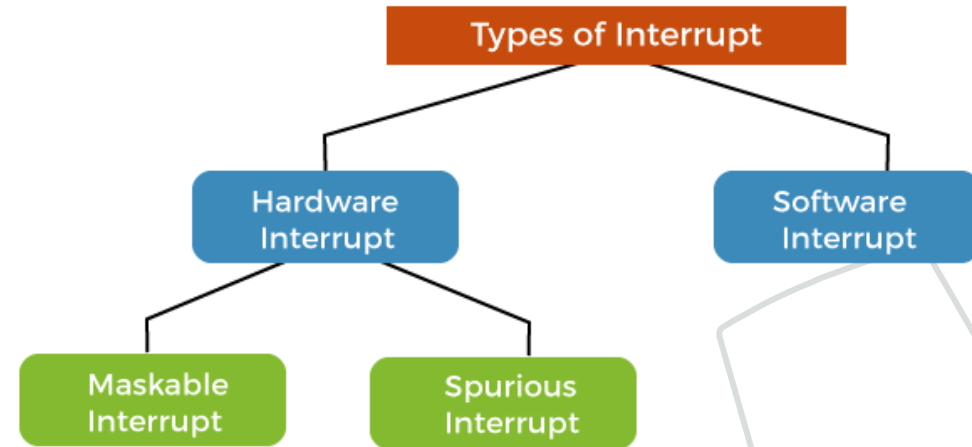 Types of Interrupt
Hardware
Interrupt
Software
Interrupt
Maskable
Interrupt
Spurious
Interrupt